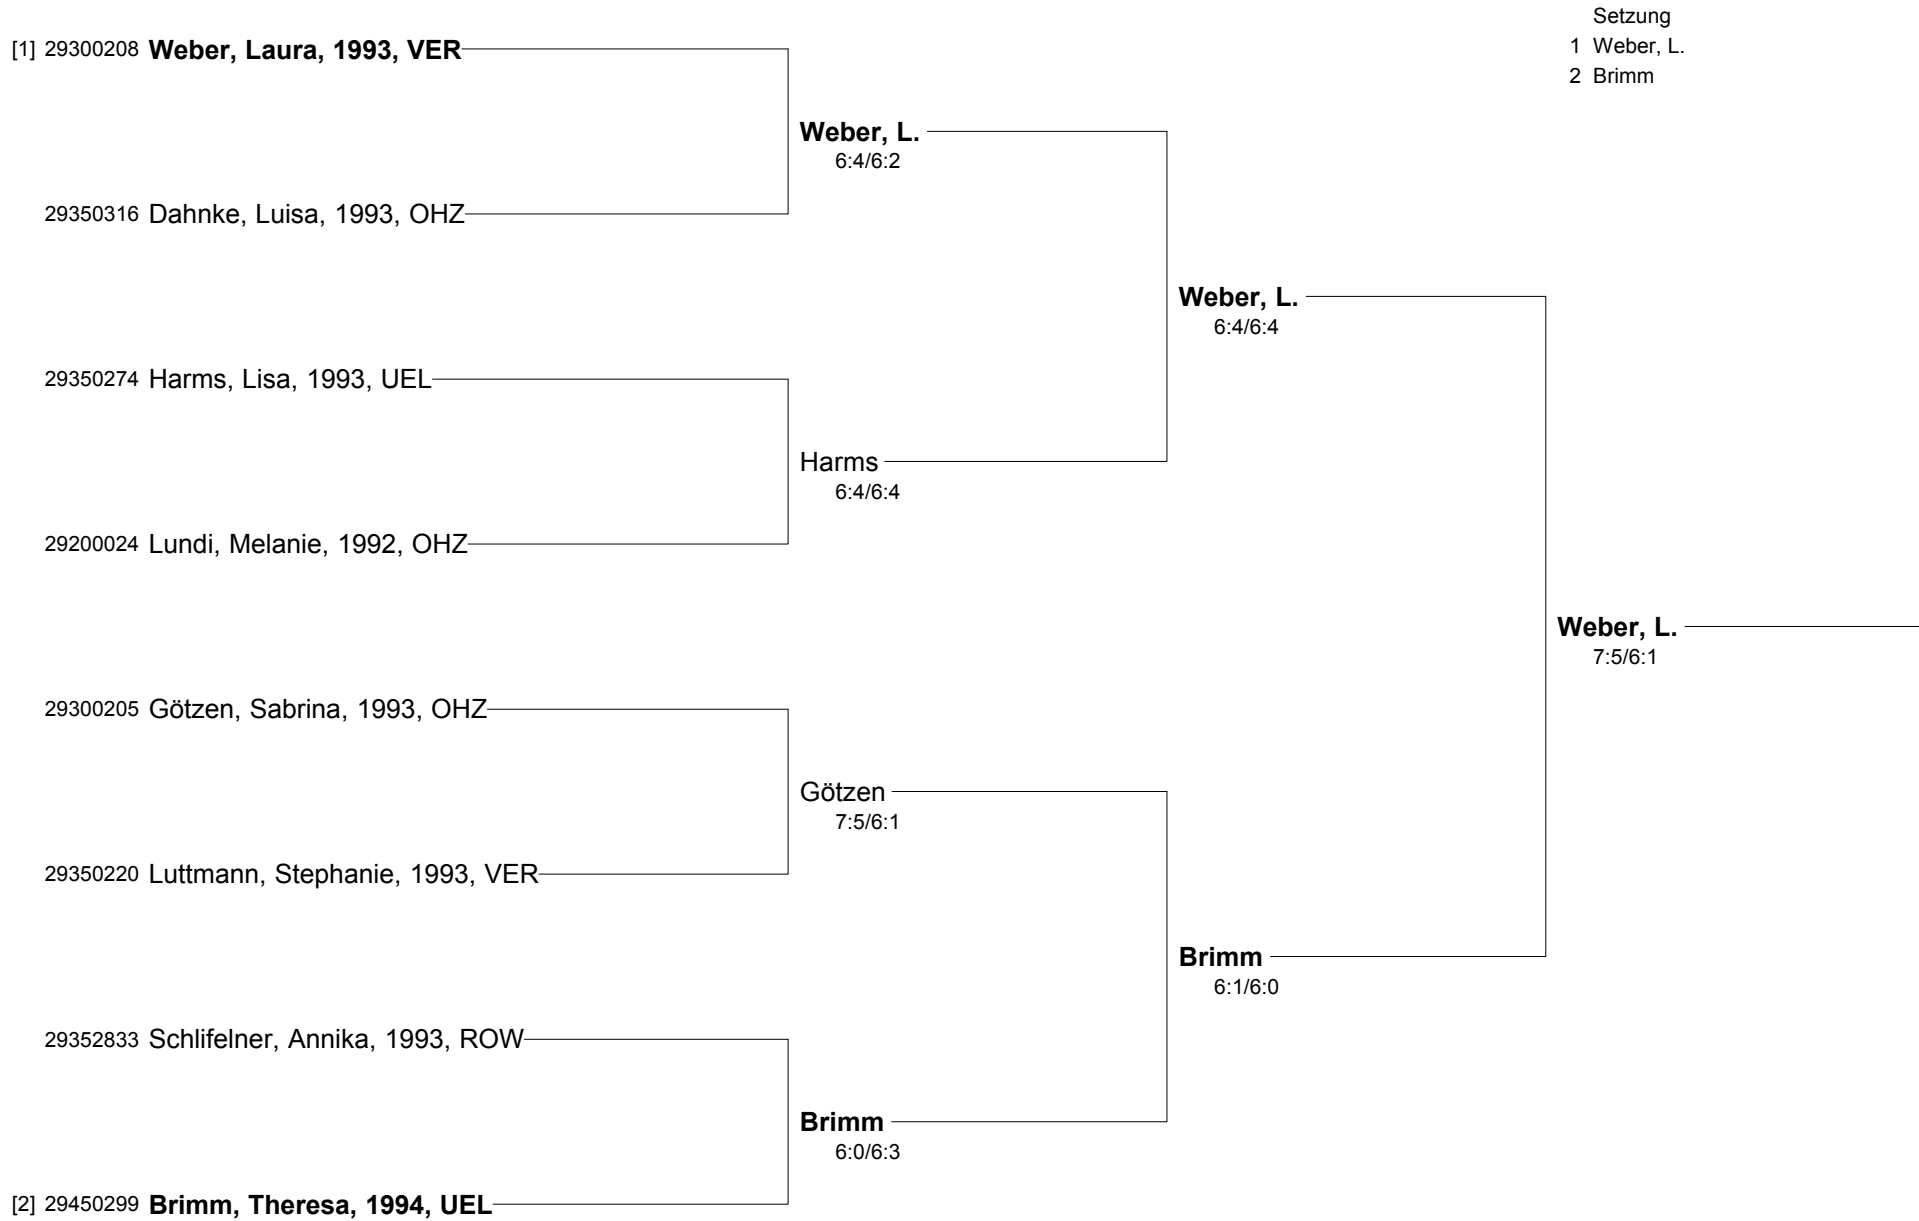 Setzung
1 Weber, L.
2 Brimm
[1] 29300208 Weber, Laura, 1993, VER
Weber, L.
6:4/6:2
29350316 Dahnke, Luisa, 1993, OHZ
Weber, L.
6:4/6:4
29350274 Harms, Lisa, 1993, UEL
Harms
6:4/6:4
29200024 Lundi, Melanie, 1992, OHZ
Weber, L.
7:5/6:1
29300205 Götzen, Sabrina, 1993, OHZ
Götzen
7:5/6:1
29350220 Luttmann, Stephanie, 1993, VER
Brimm
6:1/6:0
29352833 Schlifelner, Annika, 1993, ROW
Brimm
6:0/6:3
[2] 29450299 Brimm, Theresa, 1994, UEL